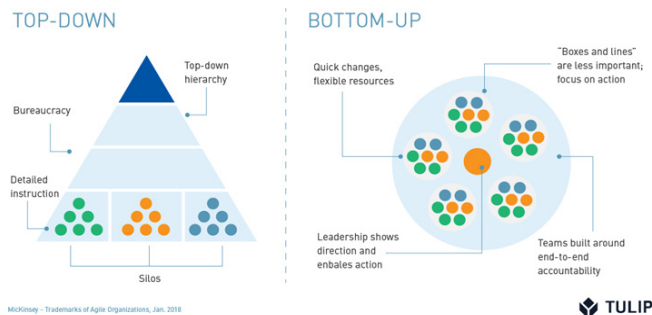 TOP-DOWN
Top-down
hierarchy
Bureaucracy
Detailed
instruction
Silos
BOTTOM-UP
"Boxes and lines"
are less important;
focus on action
Quick changes,
flexible resources
Leadership shows
direction and
enbales action
Teams built around
end-to-end
accountability
McKinsey - Trademarks of Agile Organizations, Jan. 2018
TULIP